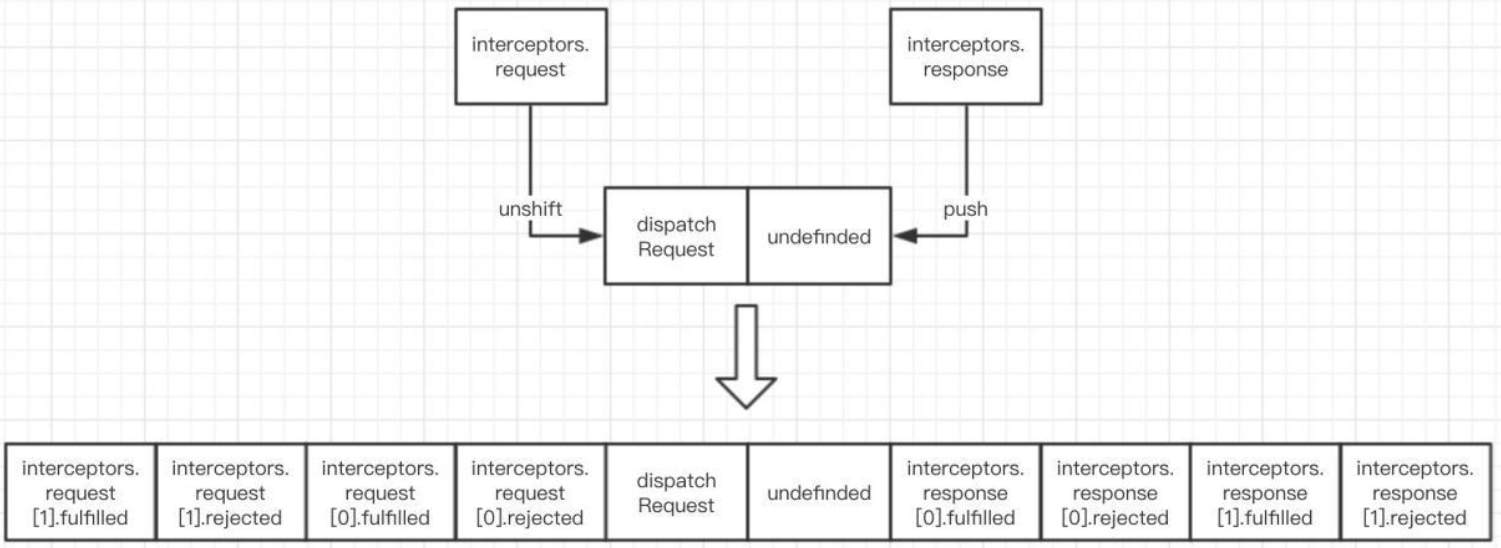 interceptors.
request
interceptors.
response
unshift
push
dispatch
Request
undefinded
interceptors.
request
[1].fulfilled
interceptors.
request
[1].rejected
interceptors.
request
[0].fulfilled
interceptors.
request
[0].rejected
dispatch
Request
undefinded
interceptors.
response
[0].fulfilled
interceptors.
response
[0].rejected
interceptors.
response
[1].fulfilled
interceptors.
response
[1].rejected